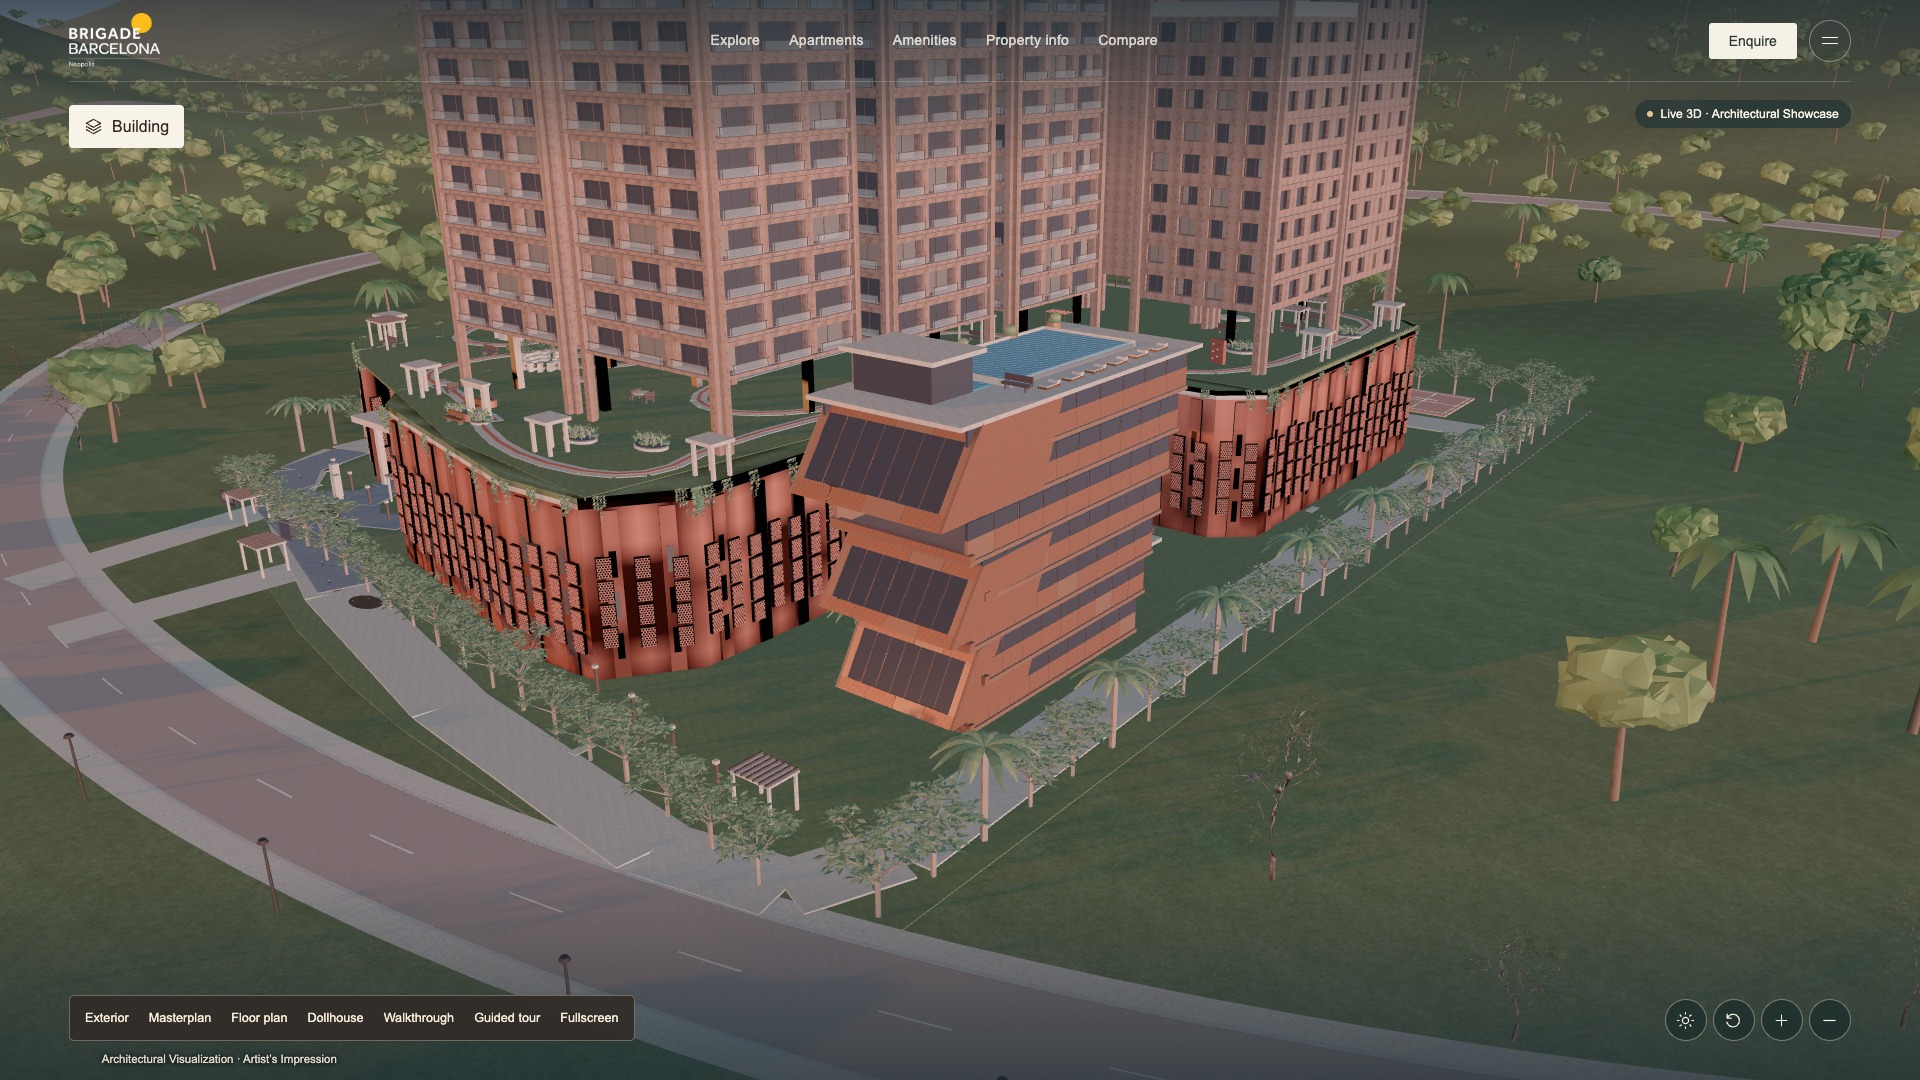 BRIGADE
BARCELONA
Neopolis
Explore
Apartments
Amenities
Property info
Compare
Enquire
Building
Live 3D · Architectural Showcase
Exterior
Masterplan
Floor plan
Dollhouse
Walkthrough
Guided tour
Fullscreen
Architectural Visualization · Artist's Impression